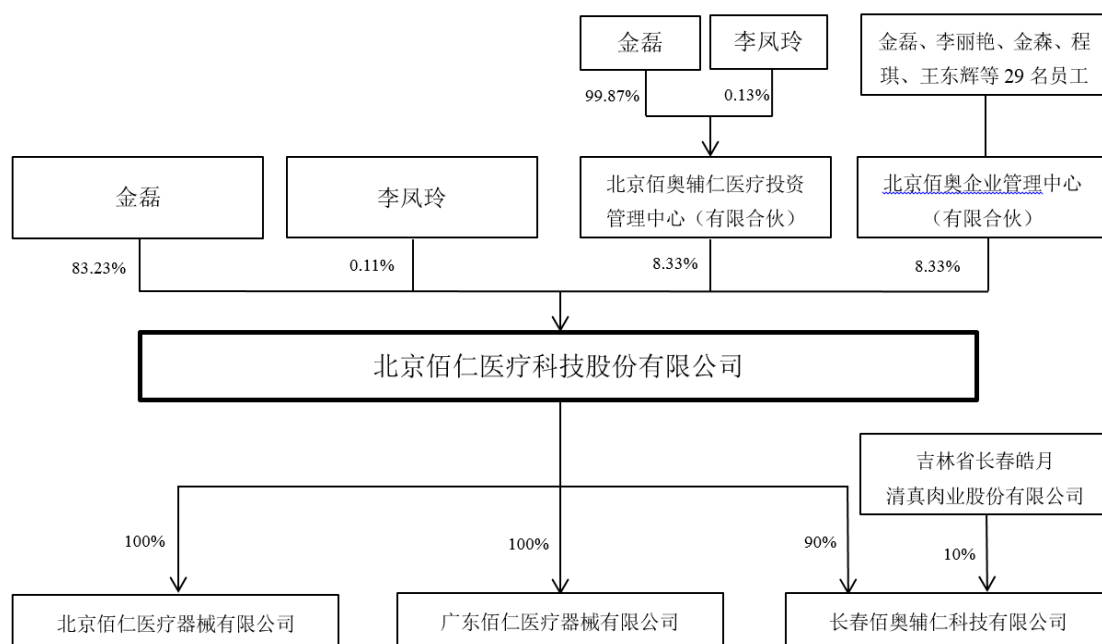 金磊
李凤玲
金磊、李丽艳、金森、程
琪、王东辉等 29 名员工
99.87%
0.13%
金磊
李凤玲
北京佰奥辅仁医疗投资
管理中心（有限合伙）
北京佰奥企业管理中心
（有限合伙）
83.23%
0.11%
8.33%
8.33%
北京佰仁医疗科技股份有限公司
吉林省长春皓月
清真肉业股份有限公司
100%
100%
90%
10%
北京佰仁医疗器械有限公司
广东佰仁医疗器械有限公司
长春佰奥辅仁科技有限公司